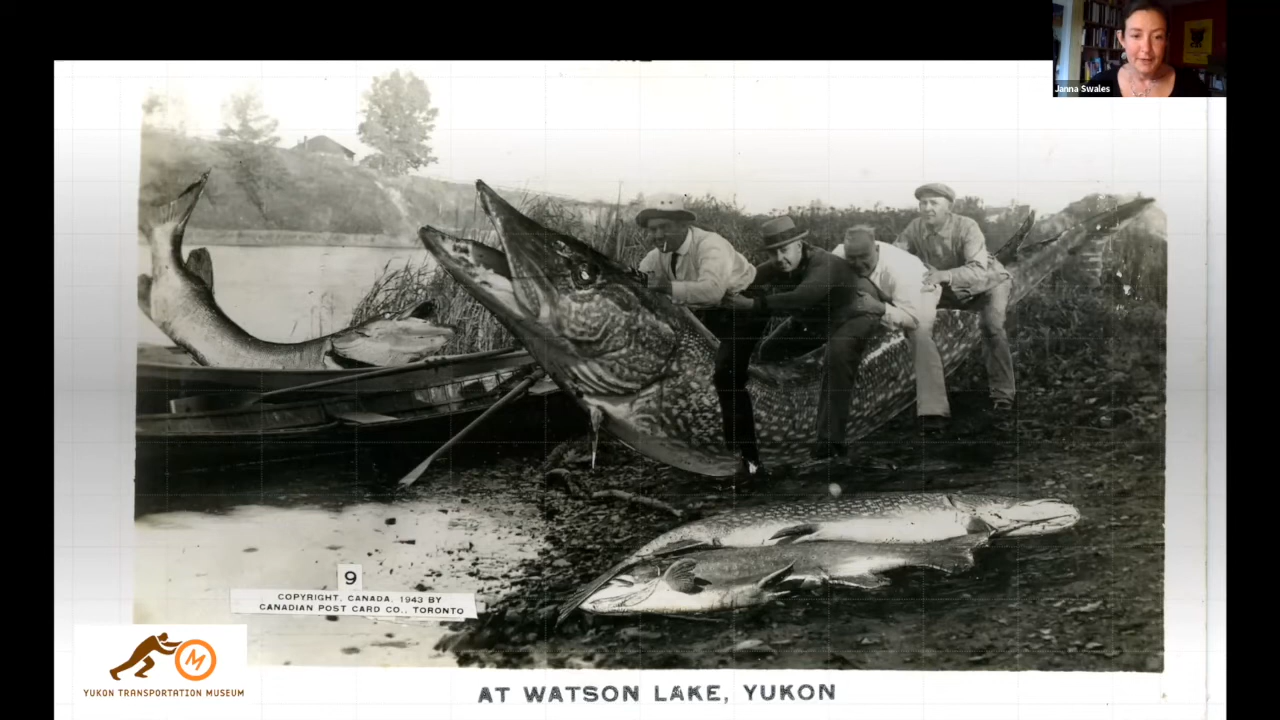 Janna Swales
9
COPYRIGHT, CANADA, 1943 BY
CANADIAN POST CARD CO., TORONTO
M
YUKON TRANSPORTATION MUSEUM
AT WATSON LAKE, YUKON